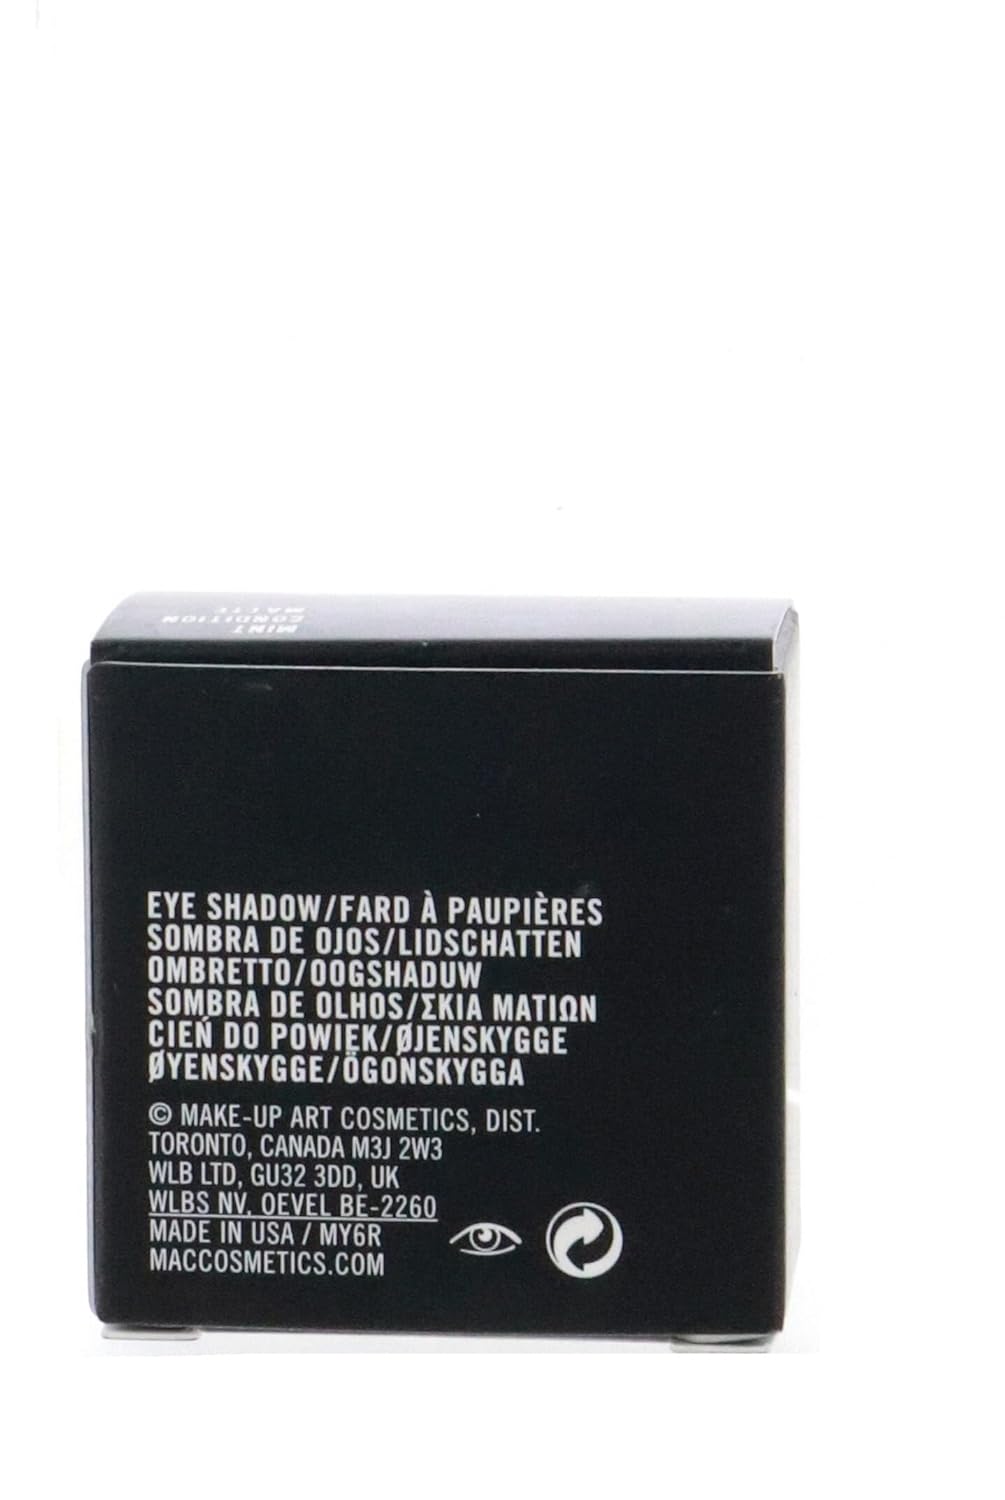 MINT
CONDITION
MATTE
EYE SHADOW/FARD À PAUPIÈRES
SOMBRA DE OJOS/LIDSCHATTEN
OMBRETTO/OOGSHADUW
SOMBRA DE OLHOS/ΣKIA MATIΩN
CIEŃ DO POWIEK/ØJENSKYGGE
ØYENSKYGGE/ÖGONSKYGGA
© MAKE-UP ART COSMETICS, DIST.
TORONTO, CANADA M3J 2W3
WLB LTD, GU32 3DD, UK
WLBS NV, OEVEL BE-2260
MADE IN USA / MY6R
MACCOSMETICS.COM